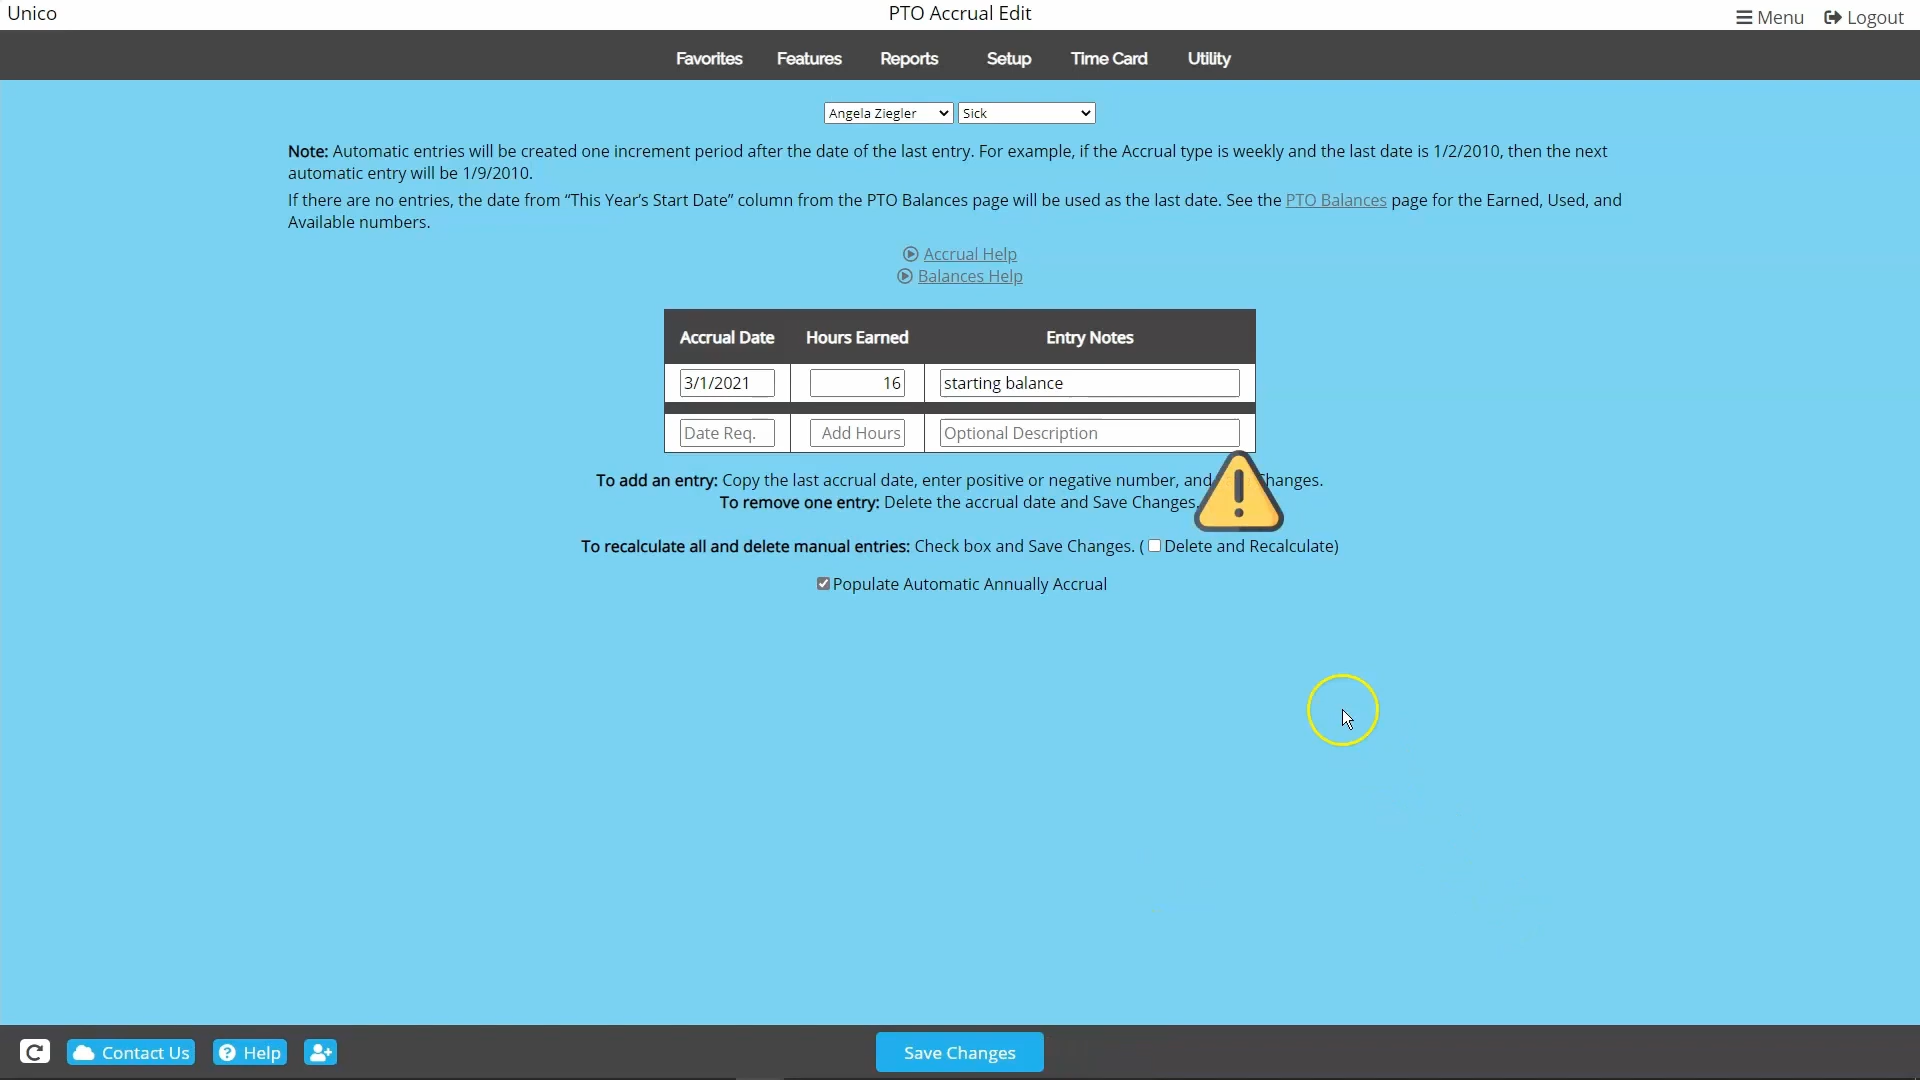 Unico
PTO Accrual Edit
Menu
Logout
Favorites
Features
Reports
Setup
Time Card
Utility
Angela Ziegler
Sick
Note: Automatic entries will be created one increment period after the date of the last entry. For example, if the Accrual type is weekly and the last date is 1/2/2010, then the next
automatic entry will be 1/9/2010.
If there are no entries, the date from “This Year’s Start Date” column from the PTO Balances page will be used as the last date. See the PTO Balances page for the Earned, Used, and
Available numbers.
Accrual Help
Balances Help
Accrual Date Hours Earned Entry Notes
3/1/2021 16 starting balance
Date Req. Add Hours Optional Description
To add an entry: Copy the last accrual date, enter positive or negative number, and hanges.
To remove one entry: Delete the accrual date and Save Changes.
To recalculate all and delete manual entries: Check box and Save Changes. ( Delete and Recalculate)
Populate Automatic Annually Accrual
Contact Us
Help
Save Changes